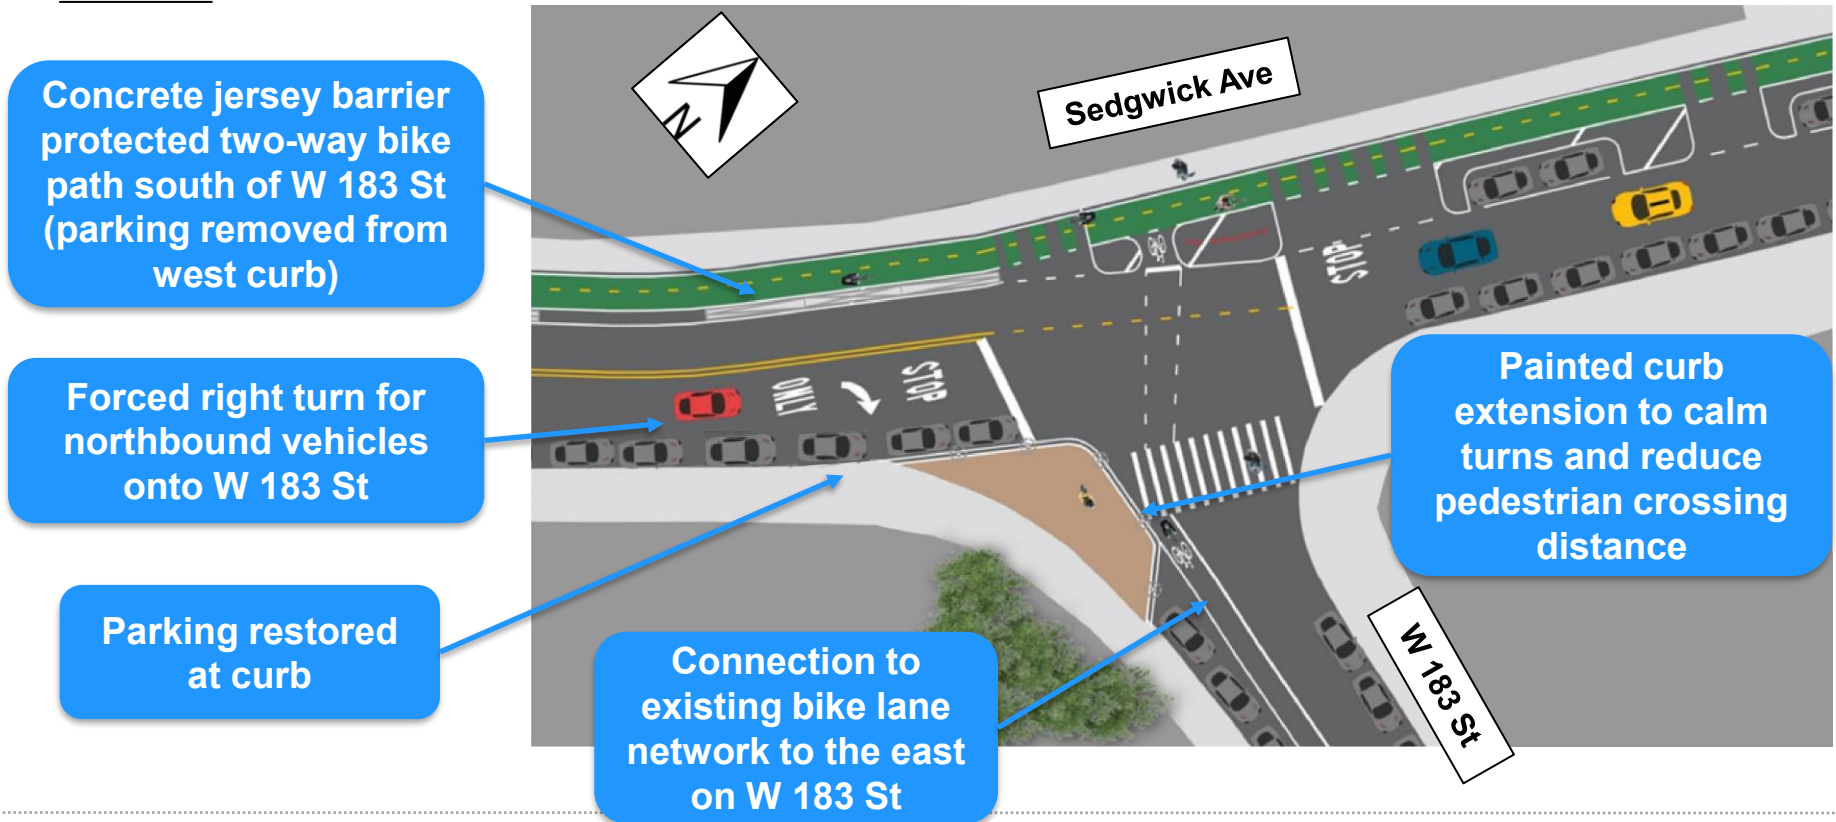 Concrete jersey barrier
protected two-way bike
path south of W 183 St
(parking removed from
west curb)
Forced right turn for
northbound vehicles
onto W 183 St
Parking restored
at curb
Connection to
existing bike lane
network to the east
on W 183 St
Painted curb
extension to calm
turns and reduce
pedestrian crossing
distance
N
Sedgwick Ave
W 183 St
STOP
ONLY
STOP